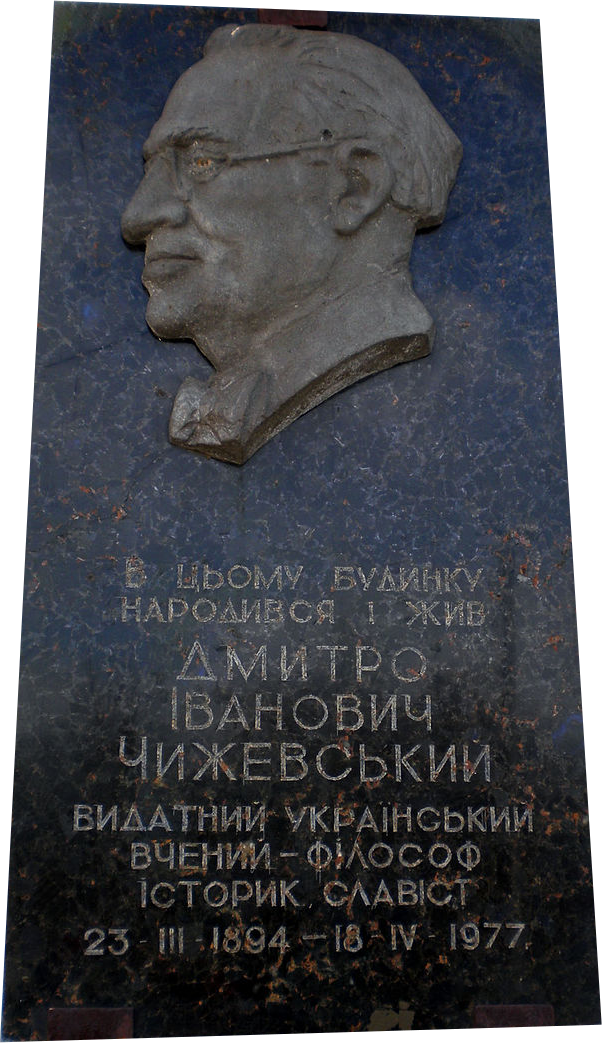 В ЦЬОМУ БУДИНКУ
НАРОДИВСЯ І ЖИВ
ДМИТРО
ІВАНОВИЧ
ЧИЖЕВСЬКИЙ
ВИДАТНИЙ УКРАЇНСЬКИЙ
ВЧЕНИЙ – ФІЛОСОФ
ІСТОРИК, СЛАВІСТ
23 - III - 1894 – 18 - IV - 1977